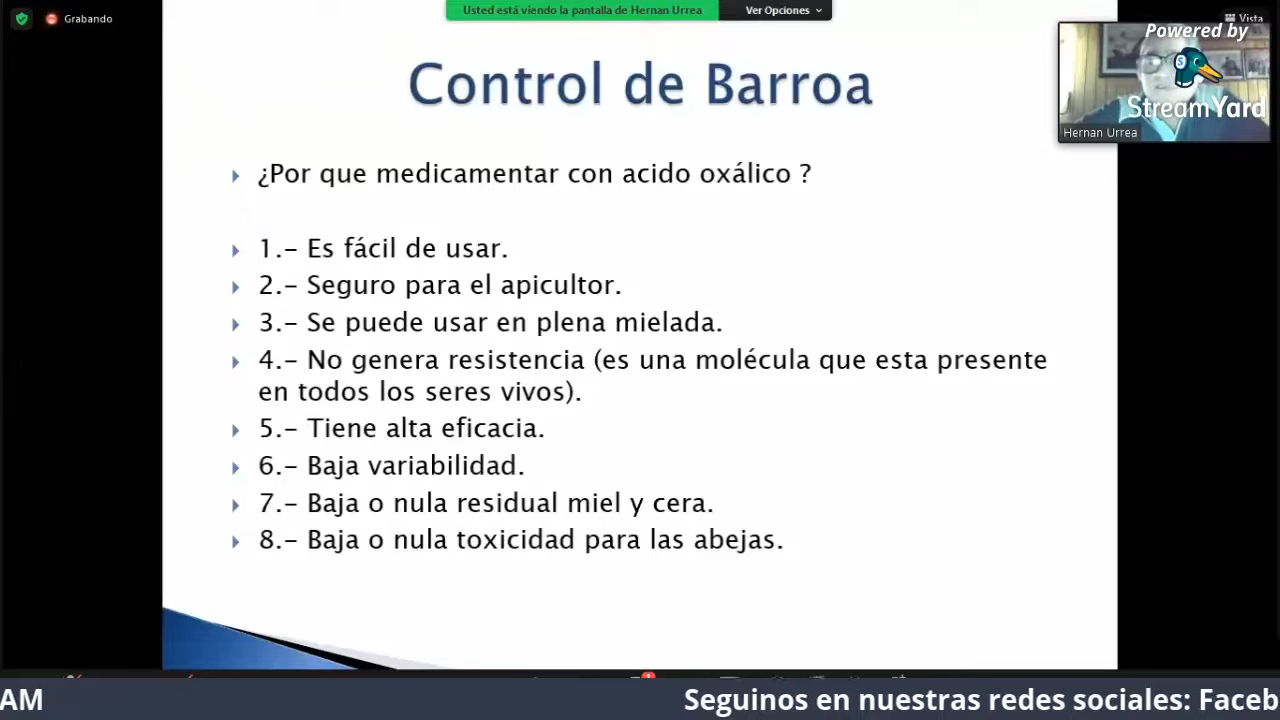 Grabando
Usted está viendo la pantalla de Hernan Urrea
Ver Opciones
Vista
Powered by
StreamYard
Hernan Urrea
Control de Barroa
¿Por que medicamentar con acido oxálico ?
1.- Es fácil de usar.
2.- Seguro para el apicultor.
3.- Se puede usar en plena mielada.
4.- No genera resistencia (es una molécula que esta presente
en todos los seres vivos).
5.- Tiene alta eficacia.
6.- Baja variabilidad.
7.- Baja o nula residual miel y cera.
8.- Baja o nula toxicidad para las abejas.
AM
Seguinos en nuestras redes sociales: Faceb